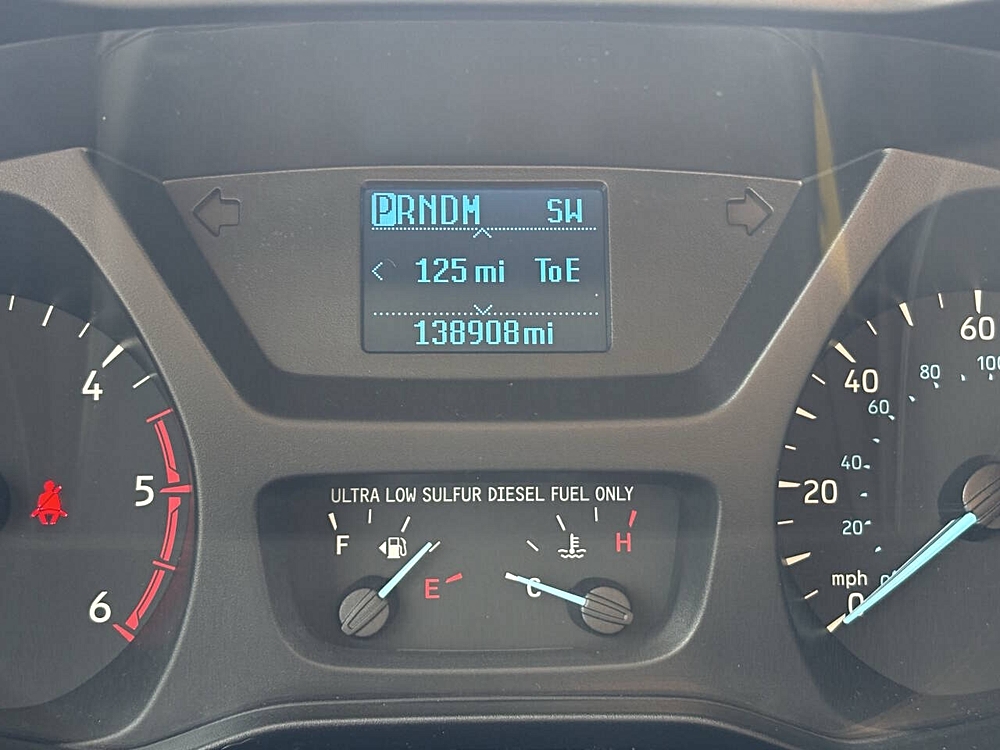 PRNDM SW
125 mi ToE
138908mi
4
5
6
ULTRA LOW SULFUR DIESEL FUEL ONLY
F
E
C
H
60
40
20
0
mph
100
80
60
40
20